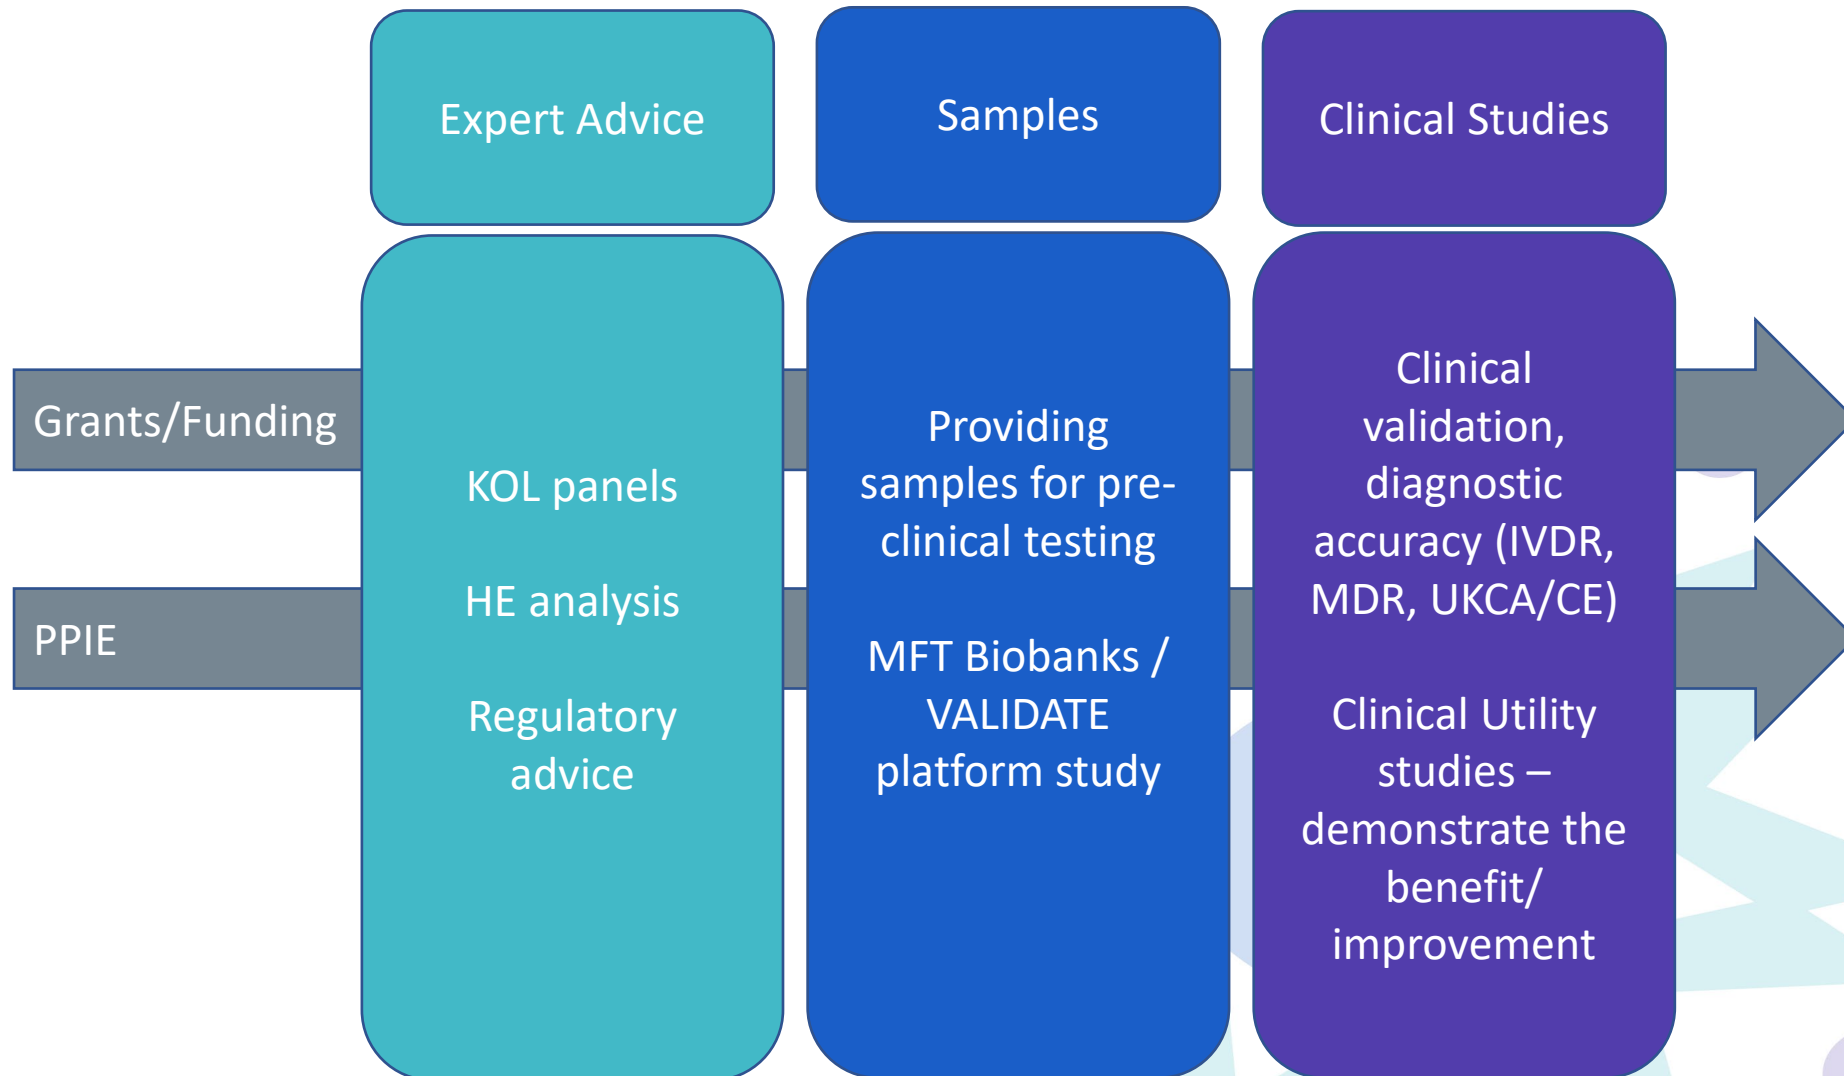 Expert Advice
Samples
Clinical Studies
Grants/Funding
PPIE
KOL panels
HE analysis
Regulatory
advice
Providing
samples for pre-
clinical testing
MFT Biobanks /
VALIDATE
platform study
Clinical
validation,
diagnostic
accuracy (IVDR,
MDR, UKCA/CE)
Clinical Utility
studies –
demonstrate the
benefit/
improvement